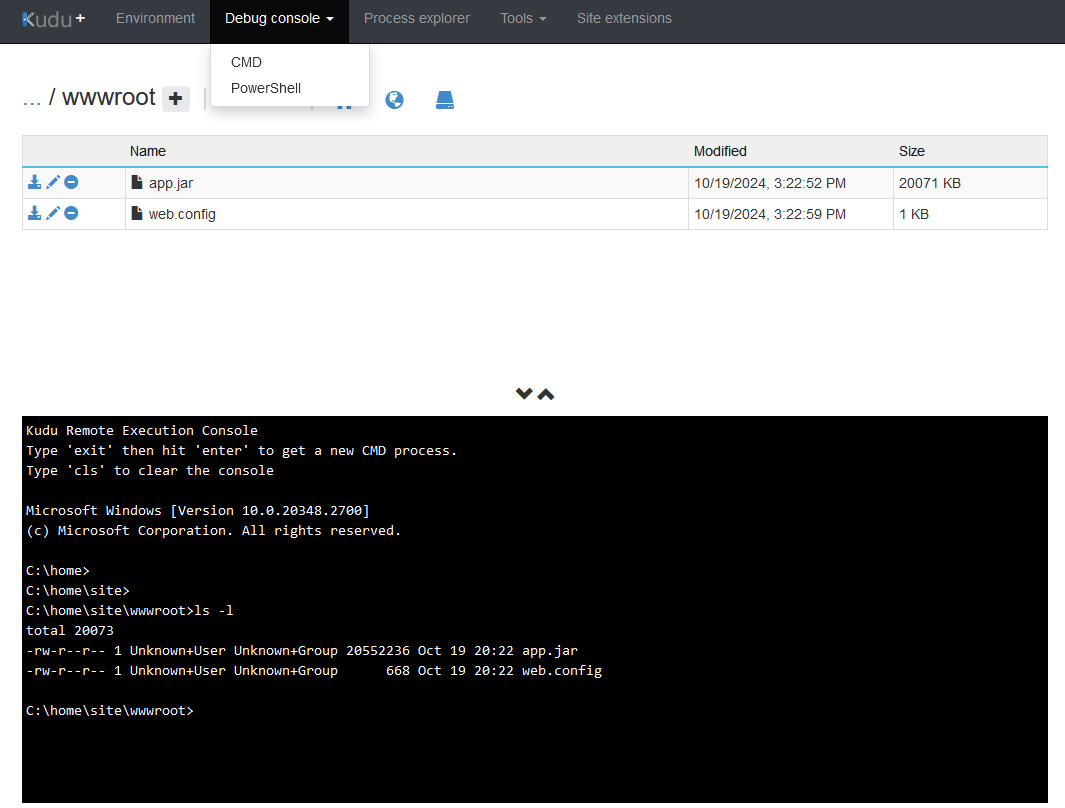 Kudu+ Environment Debug console Process explorer Tools Site extensions
CMD
PowerShell
... / wwwroot +
Name Modified Size
app.jar 10/19/2024, 3:22:52 PM 20071 KB
web.config 10/19/2024, 3:22:59 PM 1 KB
Kudu Remote Execution Console
Type 'exit' then hit 'enter' to get a new CMD process.
Type 'cls' to clear the console
Microsoft Windows [Version 10.0.20348.2700]
(c) Microsoft Corporation. All rights reserved.
C:\home>
C:\home\site>
C:\home\site\wwwroot>ls -l
total 20073
-rw-r--r-- 1 Unknown+User Unknown+Group 20552236 Oct 19 20:22 app.jar
-rw-r--r-- 1 Unknown+User Unknown+Group      668 Oct 19 20:22 web.config
C:\home\site\wwwroot>